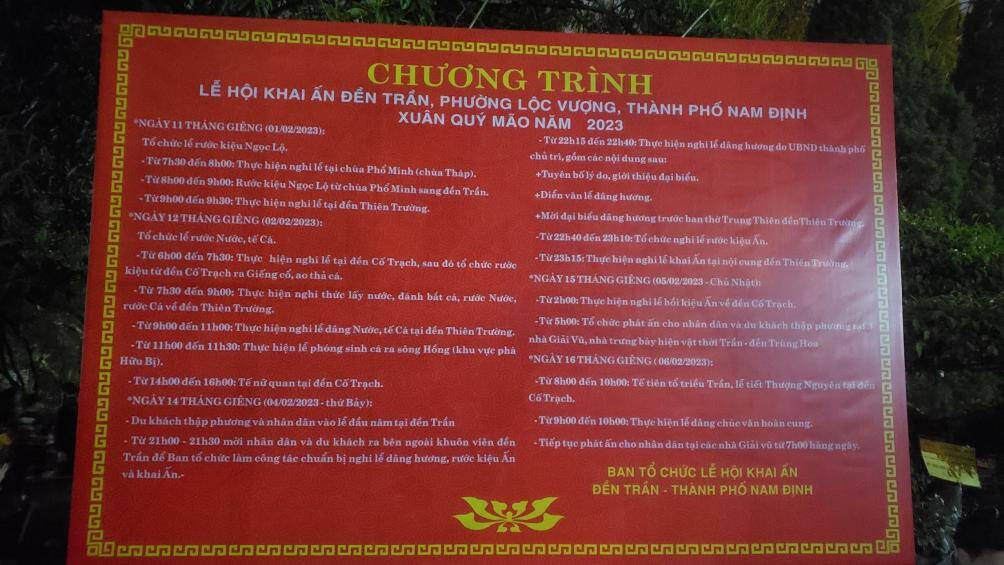 CHƯƠNG TRÌNH
LỄ HỘI KHAI ẤN ĐỀN TRẦN, PHƯỜNG LỘC VƯỢNG, THÀNH PHỐ NAM ĐỊNH
XUÂN QUÝ MÃO NĂM 2023
*NGÀY 11 THÁNG GIÊNG (01/02/2023):
Tổ chức lễ rước kiệu Ngọc Lộ.
- Từ 7h30 đến 8h00: Thực hiện nghi lễ tại chùa Phổ Minh (chùa Tháp).
- Từ 8h00 đến 9h00: Rước kiệu Ngọc Lộ từ chùa Phổ Minh sang đền Trần.
- Từ 9h00 đến 9h30: Thực hiện nghi lễ tại đền Thiên Trường.
*NGÀY 12 THÁNG GIÊNG (02/02/2023):
Tổ chức lễ rước Nước, tế Cá.
- Từ 6h00 đến 7h30: Thực hiện nghi lễ tại đền Cố Trạch, sau đó tổ chức rước
kiệu từ đền Cố Trạch ra Giếng cổ, ao thả cá.
- Từ 7h30 đến 9h00: Thực hiện nghi thức lấy nước, đánh bắt cá, rước Nước,
rước Cá về đền Thiên Trường.
- Từ 9h00 đến 11h00: Thực hiện nghi lễ dâng Nước, tế Cá tại đền Thiên Trường.
- Từ 11h00 đến 11h30: Thực hiện lễ phóng sinh cá ra sông Hồng (khu vực phà
Hữu Bị).
- Từ 14h00 đến 16h00: Tế nữ quan tại đền Cố Trạch.
*NGÀY 14 THÁNG GIÊNG (04/02/2023 - thứ Bảy):
- Du khách thập phương và nhân dân vào lễ đầu năm tại đền Trần
- Từ 21h00 - 21h30 mời nhân dân và du khách ra bên ngoài khuôn viên đền
Trần để Ban tổ chức làm công tác chuẩn bị nghi lễ dâng hương, rước kiệu Ấn
và khai Ấn.-
- Từ 22h15 đến 22h40: Thực hiện nghi lễ dâng hương do UBND thành phố
chủ trì, gồm các nội dung sau:
+Tuyên bố lý do, giới thiệu đại biểu.
+Diễn văn lễ dâng hương.
+Mời đại biểu dâng hương trước ban thờ Trung Thiên đền Thiên Trường.
-Từ 22h40 đến 23h10: Tổ chức nghi lễ rước kiệu Ấn.
-Từ 23h15: Thực hiện nghi lễ khai Ấn tại nội cung đền Thiên Trường.
*NGÀY 15 THÁNG GIÊNG (05/02/2023 - Chủ Nhật):
-Từ 2h00: Thực hiện nghi lễ hồi kiệu Ấn về đền Cố Trạch.
-Từ 5h00: Tổ chức phát ấn cho nhân dân và du khách thập phương tại 3
nhà Giải Vũ, nhà trưng bày hiện vật thời Trần - đền Trùng Hoa
*NGÀY 16 THÁNG GIÊNG (06/02/2023):
-Từ 8h00 đến 10h00: Tế tiên tổ triều Trần, lễ tiết Thượng Nguyên tại đền
Cố Trạch.
-Từ 9h00 đến 10h00: Thực hiện lễ dâng chúc văn hoàn cung.
-Tiếp tục phát ấn cho nhân dân tại các nhà Giải vũ từ 7h00 hàng ngày.
BAN TỔ CHỨC LỄ HỘI KHAI ẤN
ĐỀN TRẦN - THÀNH PHỐ NAM ĐỊNH